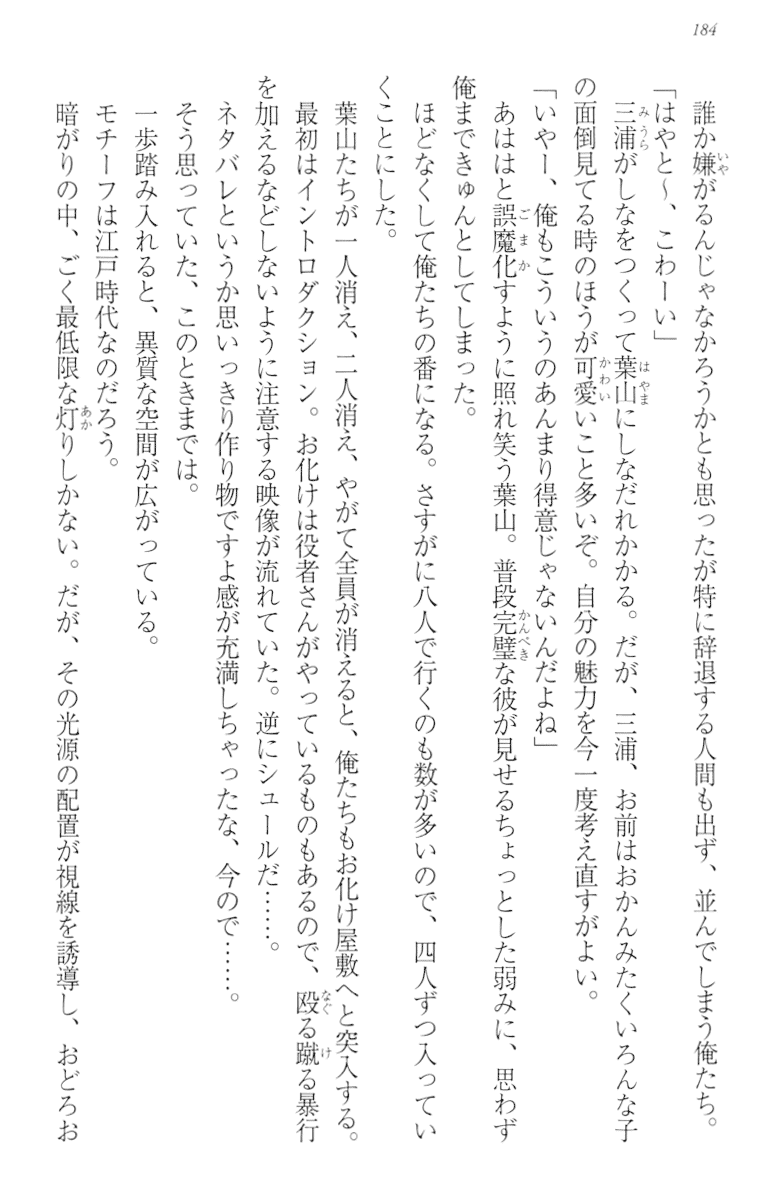 184
誰か嫌がるんじゃなかろうかとも思ったが特に辞退する人間も出ず、並んでしまう俺たち。
「はやと〜、こわーい」
三浦がしなをつくって葉山にしなだれかかる。だが、三浦、お前はおかんみたくいろんな子
の面倒見てる時のほうが可愛いこと多いぞ。自分の魅力を今一度考え直すがよい。
「いやー、俺もこういうのあんまり得意じゃないんだよね」
あははと誤魔化すように照れ笑う葉山。普段完璧な彼が見せるちょっとした弱みに、思わず
俺まできゅんとしてしまった。
ほどなくして俺たちの番になる。さすがに八人で行くのも数が多いので、四人ずつ入ってい
くことにした。
葉山たちが一人消え、二人消え、やがて全員が消えると、俺たちもお化け屋敷へと突入する。
最初はイントロダクション。お化けは役者さんがやっているものもあるので、殴る蹴る暴行
を加えるなどしないように注意する映像が流れていた。逆にシュールだ……。
ネタバレというか思いっきり作り物ですよ感が充満しちゃったな、今ので……。
そう思っていた、このときまでは。
一歩踏み入れると、異質な空間が広がっている。
モチーフは江戸時代なのだろう。
暗がりの中、ごく最低限な灯りしかない。だが、その光源の配置が視線を誘導し、おどろお